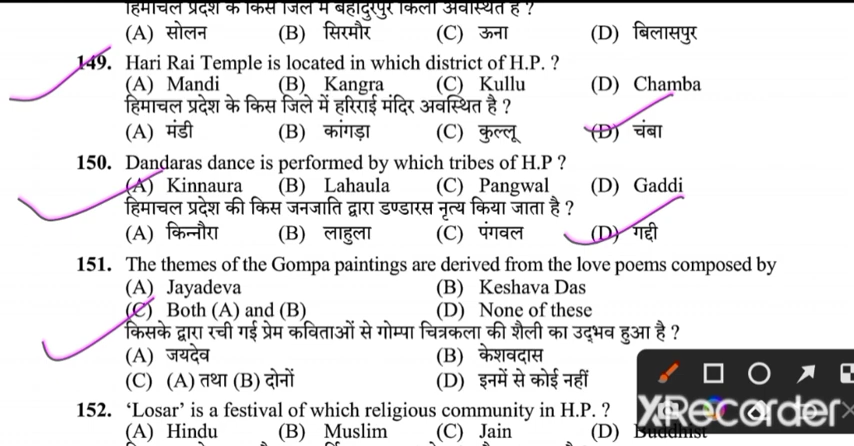 हिमाचल प्रदेश के किस जिले में बहादुरपुर किला अवस्थित है ?
(A) सोलन (B) सिरमौर (C) ऊना (D) बिलासपुर
149. Hari Rai Temple is located in which district of H.P. ?
(A) Mandi (B) Kangra (C) Kullu (D) Chamba
हिमाचल प्रदेश के किस जिले में हरिराई मंदिर अवस्थित है ?
(A) मंडी (B) कांगड़ा (C) कुल्लू (D) चंबा
150. Dandaras dance is performed by which tribes of H.P ?
(A) Kinnaura (B) Lahaula (C) Pangwal (D) Gaddi
हिमाचल प्रदेश की किस जनजाति द्वारा डण्डारस नृत्य किया जाता है ?
(A) किन्नौरा (B) लाहुला (C) पंगवल (D) गद्दी
151. The themes of the Gompa paintings are derived from the love poems composed by
(A) Jayadeva (B) Keshava Das
(C) Both (A) and (B) (D) None of these
किसके द्वारा रची गई प्रेम कविताओं से गोम्पा चित्रकला की शैली का उद्भव हुआ है ?
(A) जयदेव (B) केशवदास
(C) (A) तथा (B) दोनों (D) इनमें से कोई नहीं
152. ‘Losar’ is a festival of which religious community in H.P. ?
(A) Hindu (B) Muslim (C) Jain (D) Buddhist
XRecorder